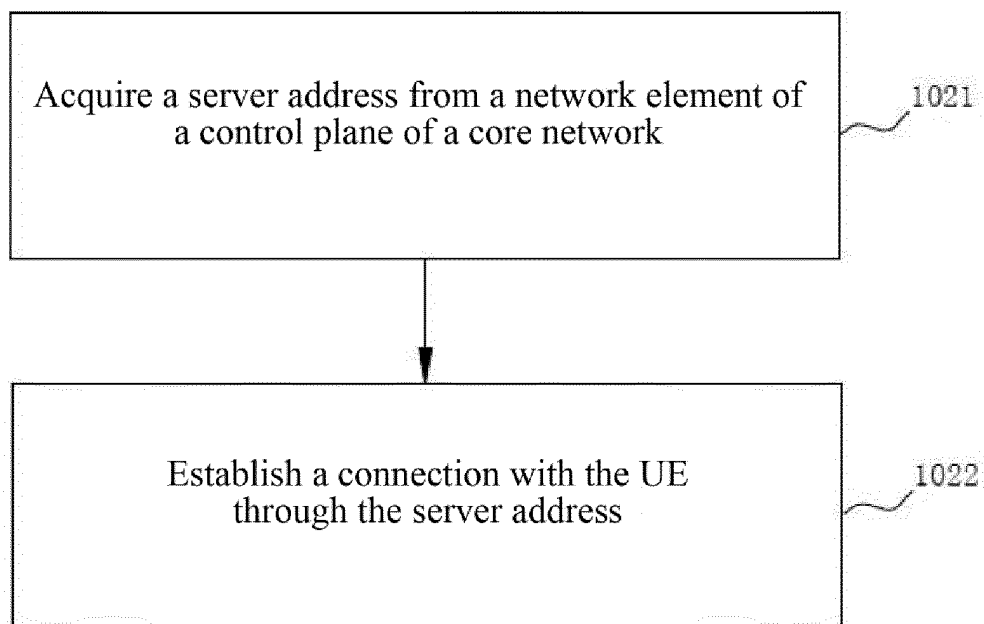 Acquire a server address from a network element of
a control plane of a core network
1021
Establish a connection with the UE
through the server address
1022